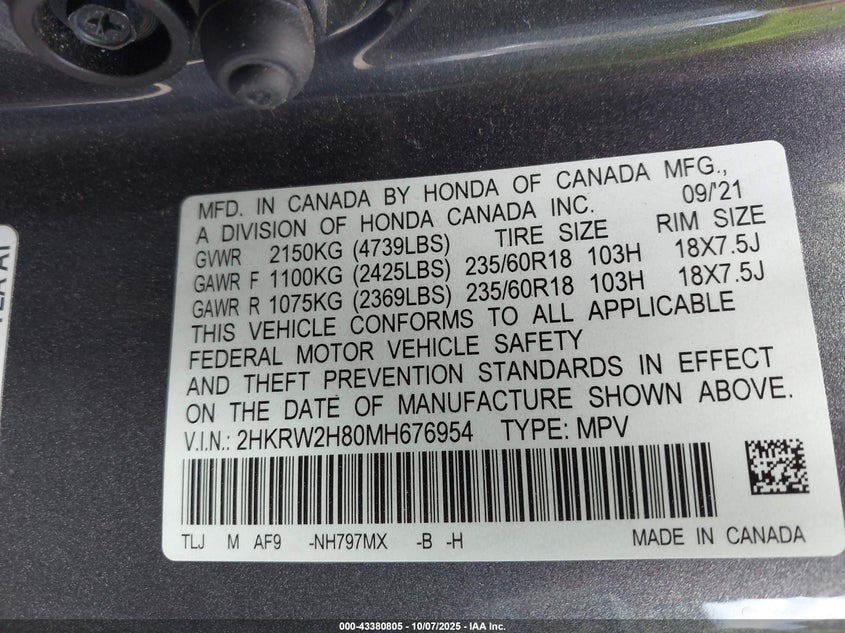 MFD. IN CANADA BY HONDA OF CANADA MFG.,
A DIVISION OF HONDA CANADA INC. 09/'21
GVWR 2150KG (4739LBS) TIRE SIZE RIM SIZE
GAWR F 1100KG (2425LBS) 235/60R18 103H 18X7.5J
GAWR R 1075KG (2369LBS) 235/60R18 103H 18X7.5J
THIS VEHICLE CONFORMS TO ALL APPLICABLE
FEDERAL MOTOR VEHICLE SAFETY
AND THEFT PREVENTION STANDARDS IN EFFECT
ON THE DATE OF MANUFACTURE SHOWN ABOVE.
V.I.N.: 2HKRW2H80MH676954 TYPE: MPV
TLJ M AF9 -NH797MX -B -H MADE IN CANADA
000-43380805 - 10/07/2025 - IAA Inc.